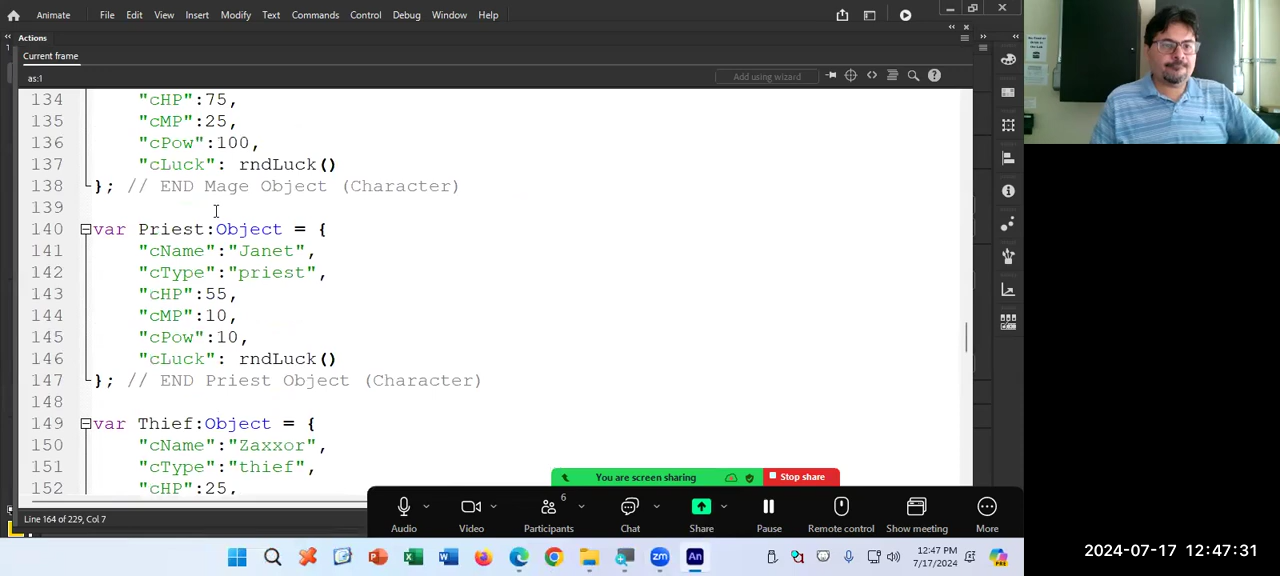 Animate File Edit View Insert Modify Text Commands Control Debug Window Help
Actions
Current frame
as:1
Add using wizard
134 "cHP":75,
135 "cMP":25,
136 "cPow":100,
137 "cLuck": rndLuck()
138 }; // END Mage Object (Character)
139
140 var Priest:Object = {
141 "cName":"Janet",
142 "cType":"priest",
143 "cHP":55,
144 "cMP":10,
145 "cPow":10,
146 "cLuck": rndLuck()
147 }; // END Priest Object (Character)
148
149 var Thief:Object = {
150 "cName":"Zaxxor",
151 "cType":"thief",
152 "cHP":25,
You are screen sharing Stop share
6
Audio Video Participants Chat Share Pause Remote control Show meeting More
Line 164 of 229, Col 7
zm An
12:47 PM
7/17/2024
PRE
2024-07-17 12:47:31